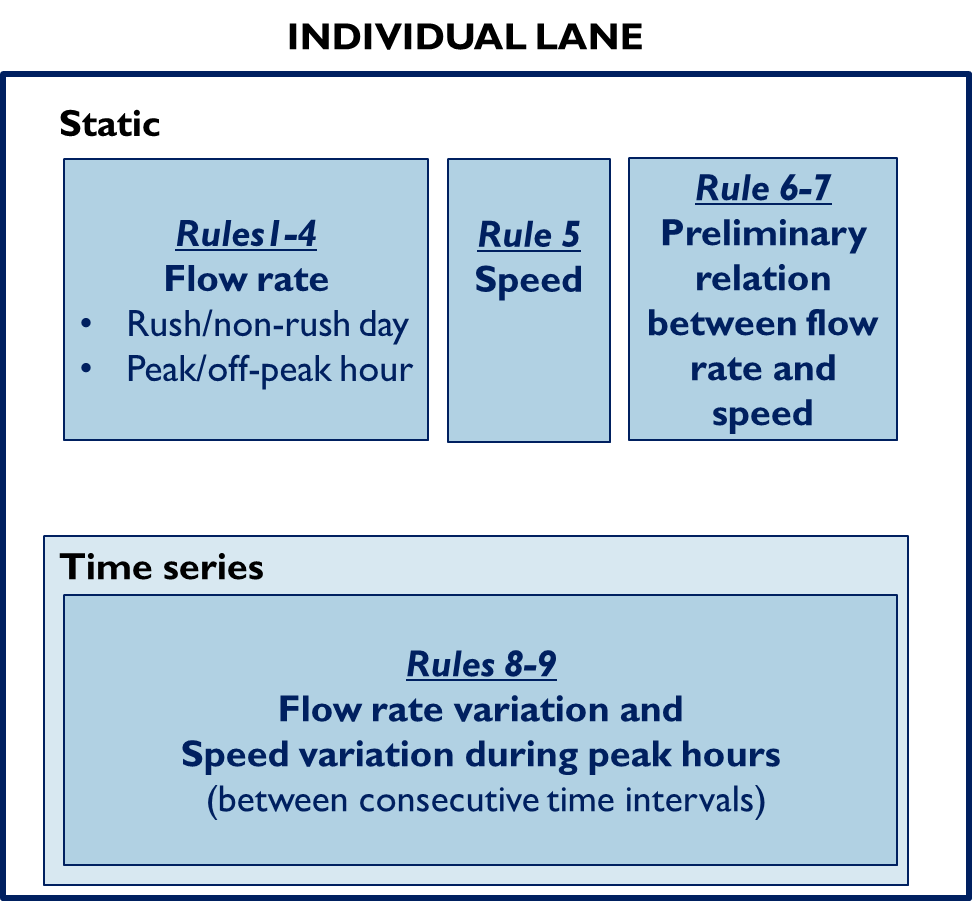 INDIVIDUAL LANE
Static
Rules1-4
Flow rate
• Rush/non-rush day
• Peak/off-peak hour
Rule 5
Speed
Rule 6-7
Preliminary
relation
between flow
rate and
speed
Time series
Rules 8-9
Flow rate variation and
Speed variation during peak hours
(between consecutive time intervals)